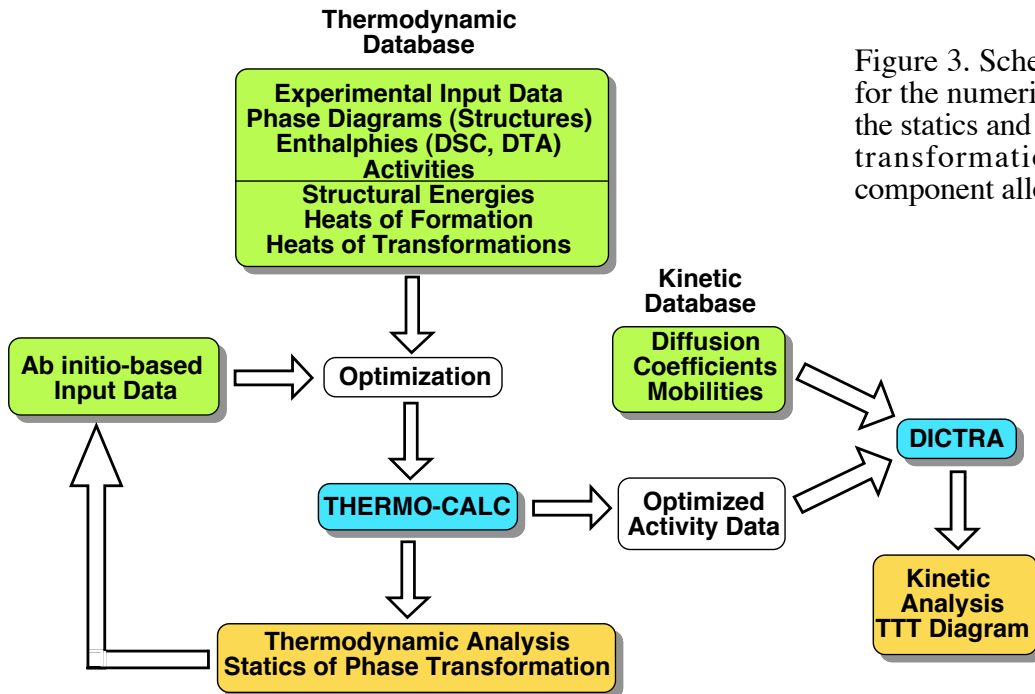 Thermodynamic
Database
Experimental Input Data
Phase Diagrams (Structures)
Enthalphies (DSC, DTA)
Activities
Structural Energies
Heats of Formation
Heats of Transformations
Figure 3. Sche
for the numeri
the statics and
transformatio
component allo
Kinetic
Database
Diffusion
Coefficients
Mobilities
Ab initio-based
Input Data
Optimization
DICTRA
THERMO-CALC
Optimized
Activity Data
Kinetic
Analysis
TTT Diagram
Thermodynamic Analysis
Statics of Phase Transformation